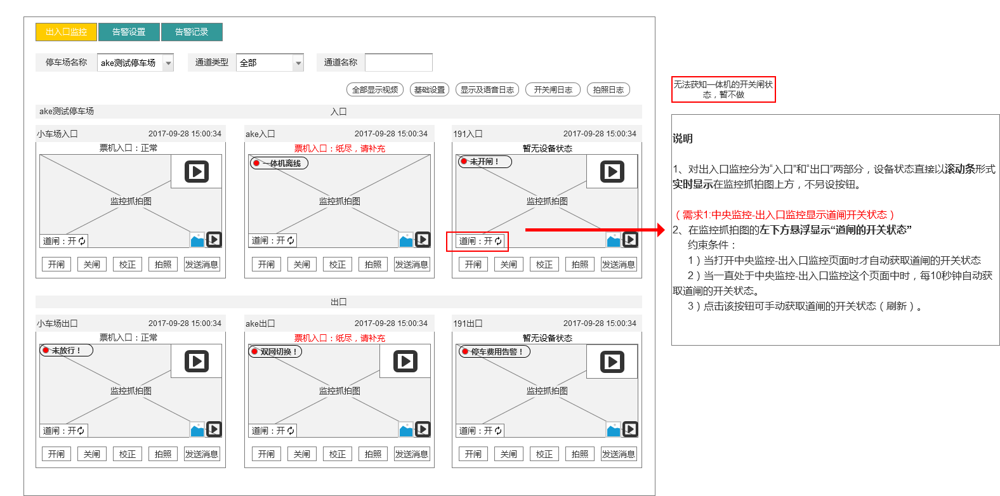 出入口监控 告警设置 告警记录
停车场名称 ake测试停车场 通道类型 全部 通道名称
全部显示视频 基础设置 显示及语音日志 开关闸日志 拍照日志
ake测试停车场 入口
小车场入口 2017-09-28 15:00:34
票机入口：正常
监控抓拍图
道闸：开
开闸 关闸 校正 拍照 发送消息
ake入口 2017-09-28 15:00:34
票机入口：纸尽，请补充
一体机离线
监控抓拍图
道闸：开
开闸 关闸 校正 拍照 发送消息
191入口 2017-09-28 15:00:34
暂无设备状态
未开闸！
监控抓拍图
道闸：开
开闸 关闸 校正 拍照 发送消息
出口
小车场出口 2017-09-28 15:00:34
票机入口：正常
未放行！
监控抓拍图
道闸：开
开闸 关闸 校正 拍照 发送消息
ake出口 2017-09-28 15:00:34
票机入口：纸尽，请补充
双网切换！
监控抓拍图
道闸：开
开闸 关闸 校正 拍照 发送消息
191出口 2017-09-28 15:00:34
暂无设备状态
停车费用告警！
监控抓拍图
道闸：开
开闸 关闸 校正 拍照 发送消息
无法获知一体机的开关闸状
态，暂不做
说明
1、对出入口监控分为“入口”和“出口”两部分，设备状态直接以滚动条形式
实时显示在监控抓拍图上方，不另设按钮。
（需求1:中央监控-出入口监控显示道闸开关状态）
2、在监控抓拍图的左下方悬浮显示“道闸的开关状态”
约束条件：
1）当打开中央监控-出入口监控页面时才自动获取道闸的开关状态
2）当一直处于中央监控-出入口监控这个页面中时，每10秒钟自动获
取道闸的开关状态。
3）点击该按钮可手动获取道闸的开关状态（刷新）。